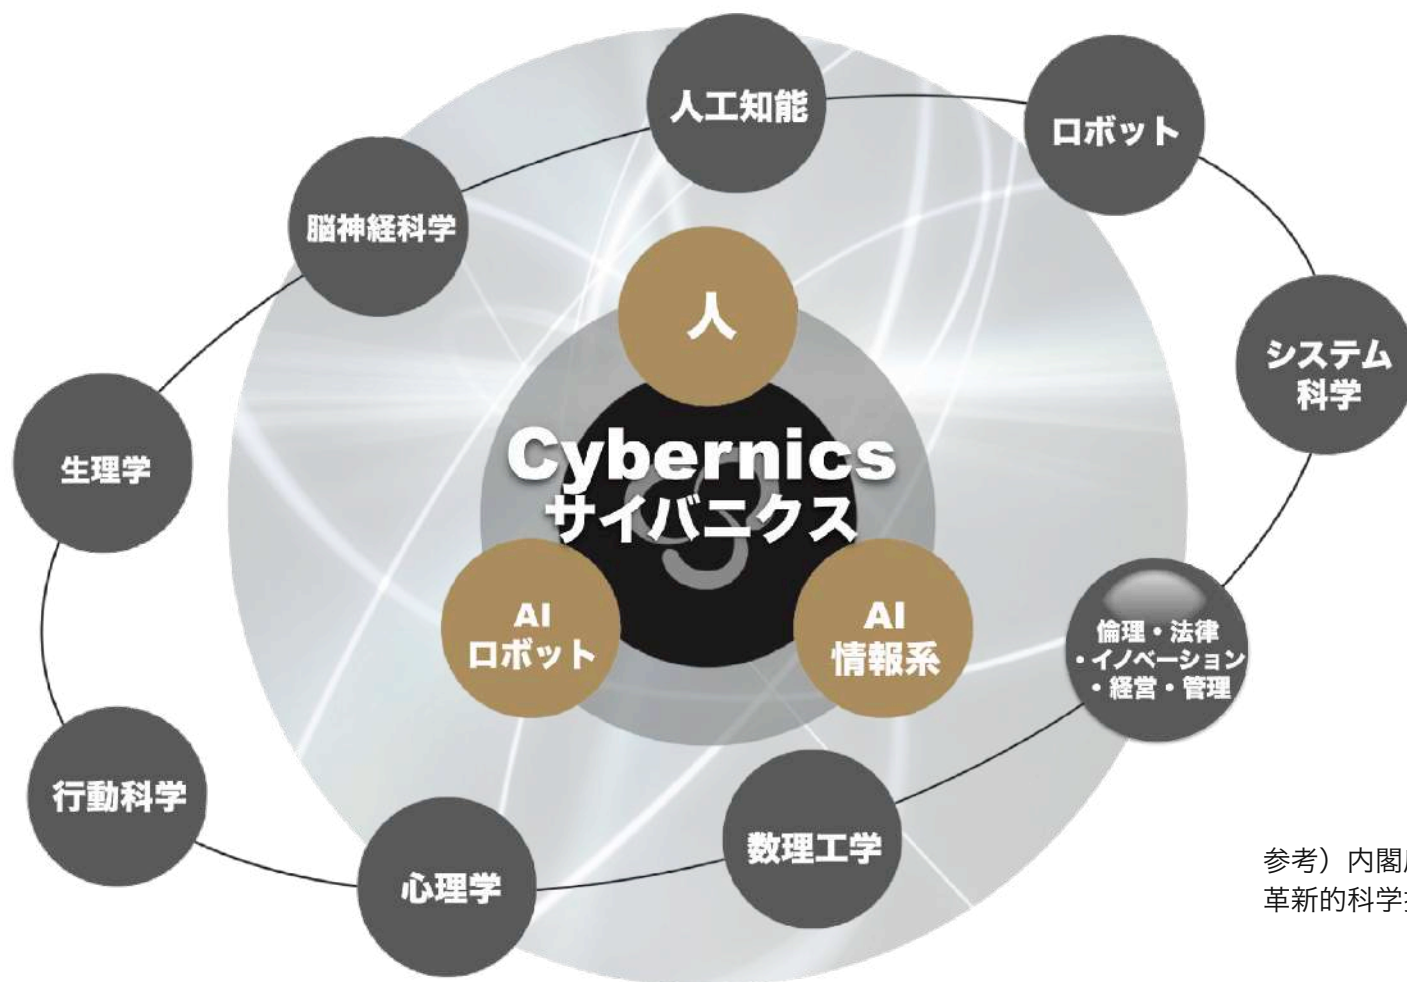 人工知能
ロボット
脳神経科学
人
システム
科学
Cybernics
サイバニクス
生理学
AI
ロボット
AI
情報系
倫理・法律
・イノベーション
・経営・管理
行動科学
数理工学
心理学
参考）内閣
革新的科学